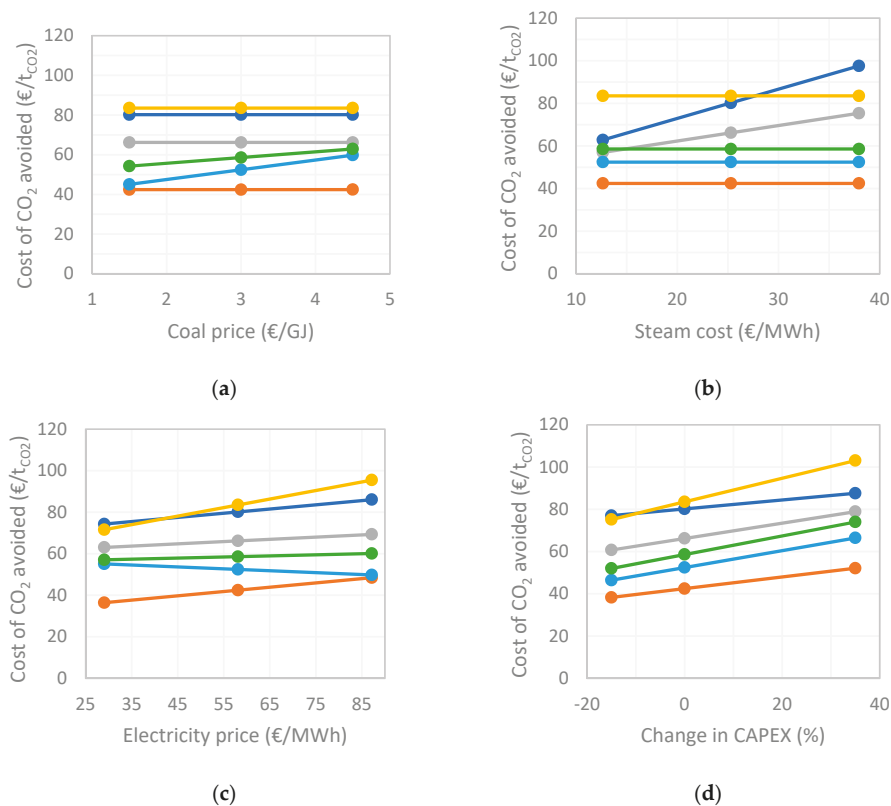 120
100
80
60
40
20
0
Cost of CO2 avoided (€/tCO2)
1 2 3 4 5
Coal price (€/GJ)
(a)
120
100
80
60
40
20
0
Cost of CO2 avoided (€/tCO2)
10 20 30 40
Steam cost (€/MWh)
(b)
120
100
80
60
40
20
0
Cost of CO2 avoided (€/tCO2)
25 35 45 55 65 75 85
Electricity price (€/MWh)
(c)
120
100
80
60
40
20
0
Cost of CO2 avoided (€/tCO2)
-20 0 20 40
Change in CAPEX (%)
(d)